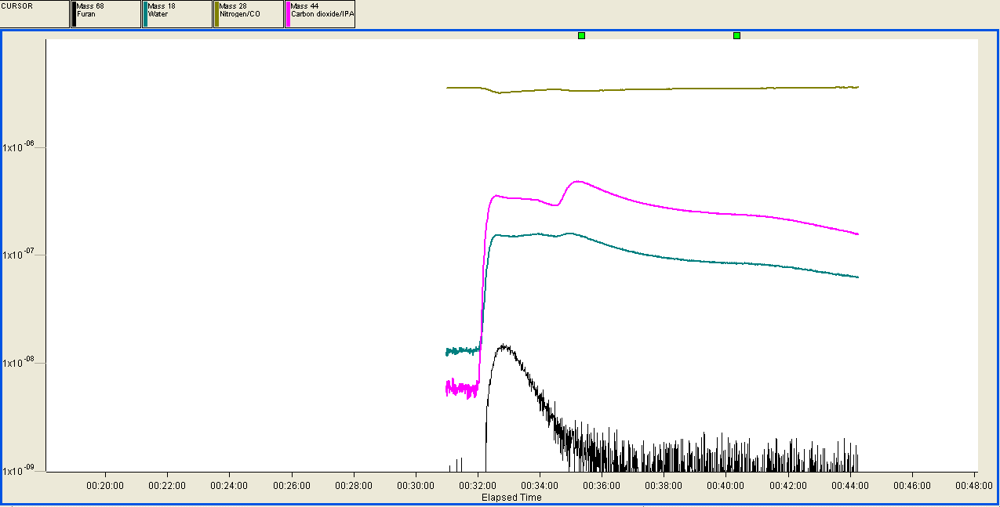 CURSOR
Mass 68
Furan
Mass 18
Water
Mass 28
Nitrogen/CO
Mass 44
Carbon dioxide/IPA
1x10-06
1x10-07
1x10-08
1x10-09
00:20:00 00:22:00 00:24:00 00:26:00 00:28:00 00:30:00 00:32:00 00:34:00 00:36:00 00:38:00 00:40:00 00:42:00 00:44:00 00:46:00 00:48:00
Elapsed Time